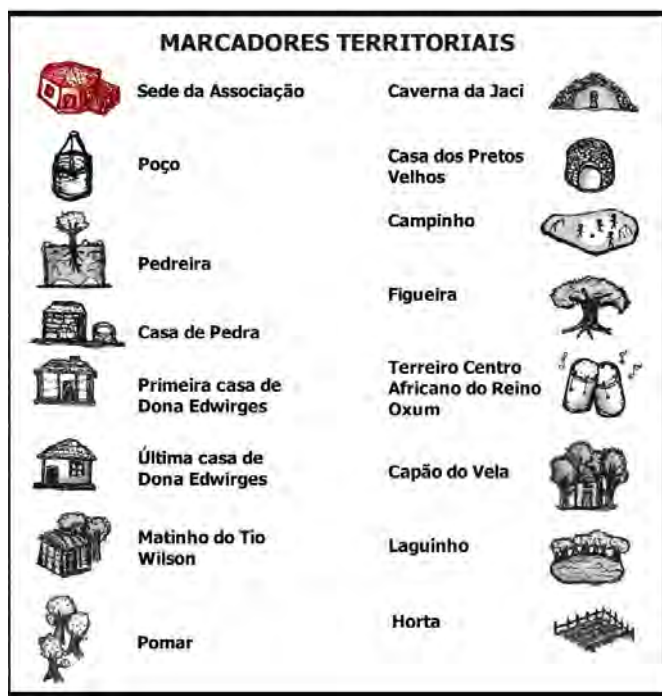 MARCADORES TERRITORIAIS
Sede da Associação
Poço
Pedreira
Casa de Pedra
Primeira casa de
Dona Edwirges
Última casa de
Dona Edwirges
Matinho do Tio
Wilson
Pomar
Caverna da Jaci
Casa dos Pretos
Velhos
Campinho
Figueira
Terreiro Centro
Africano do Reino
Oxum
Capão do Vela
Laguinho
Horta